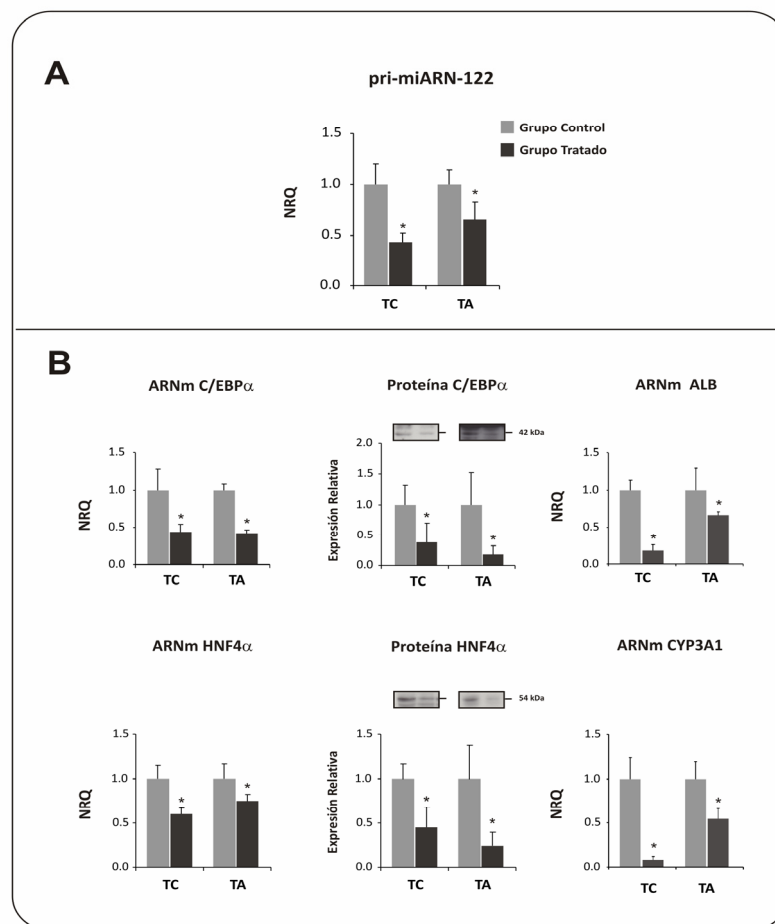 A
pri-miARN-122
Grupo Control
Grupo Tratado
NRQ
1.5
1.0
0.5
0.0
*
*
TC
TA
B
ARNm C/EBPα
NRQ
1.5
1.0
0.5
0.0
*
*
TC
TA
Proteína C/EBPα
42 kDa
Expresión Relativa
2.0
1.5
1.0
0.5
0.0
*
*
TC
TA
ARNm ALB
NRQ
1.5
1.0
0.5
0.0
*
*
TC
TA
ARNm HNF4α
NRQ
1.5
1.0
0.5
0.0
*
*
TC
TA
Proteína HNF4α
54 kDa
Expresión Relativa
1.5
1.0
0.5
0.0
*
*
TC
TA
ARNm CYP3A1
NRQ
1.5
1.0
0.5
0.0
*
*
TC
TA